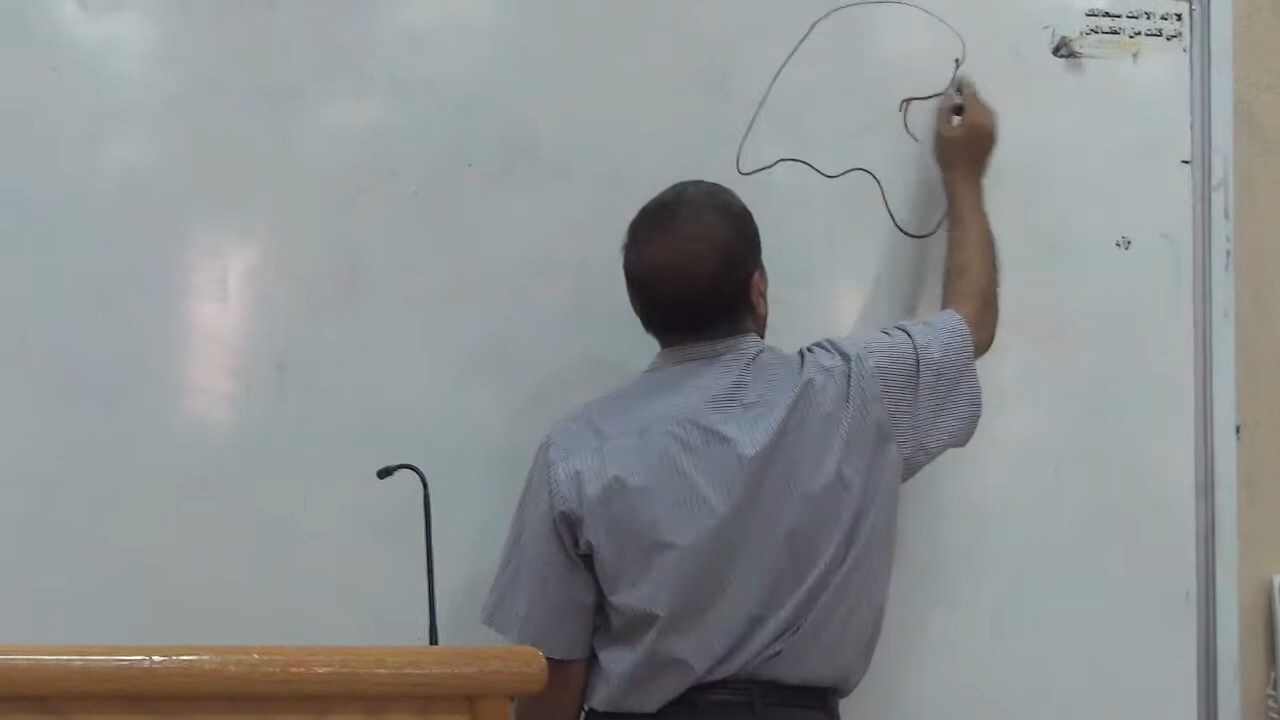 لا إله إلا أنت سبحانك
إني كنت من الظالمين